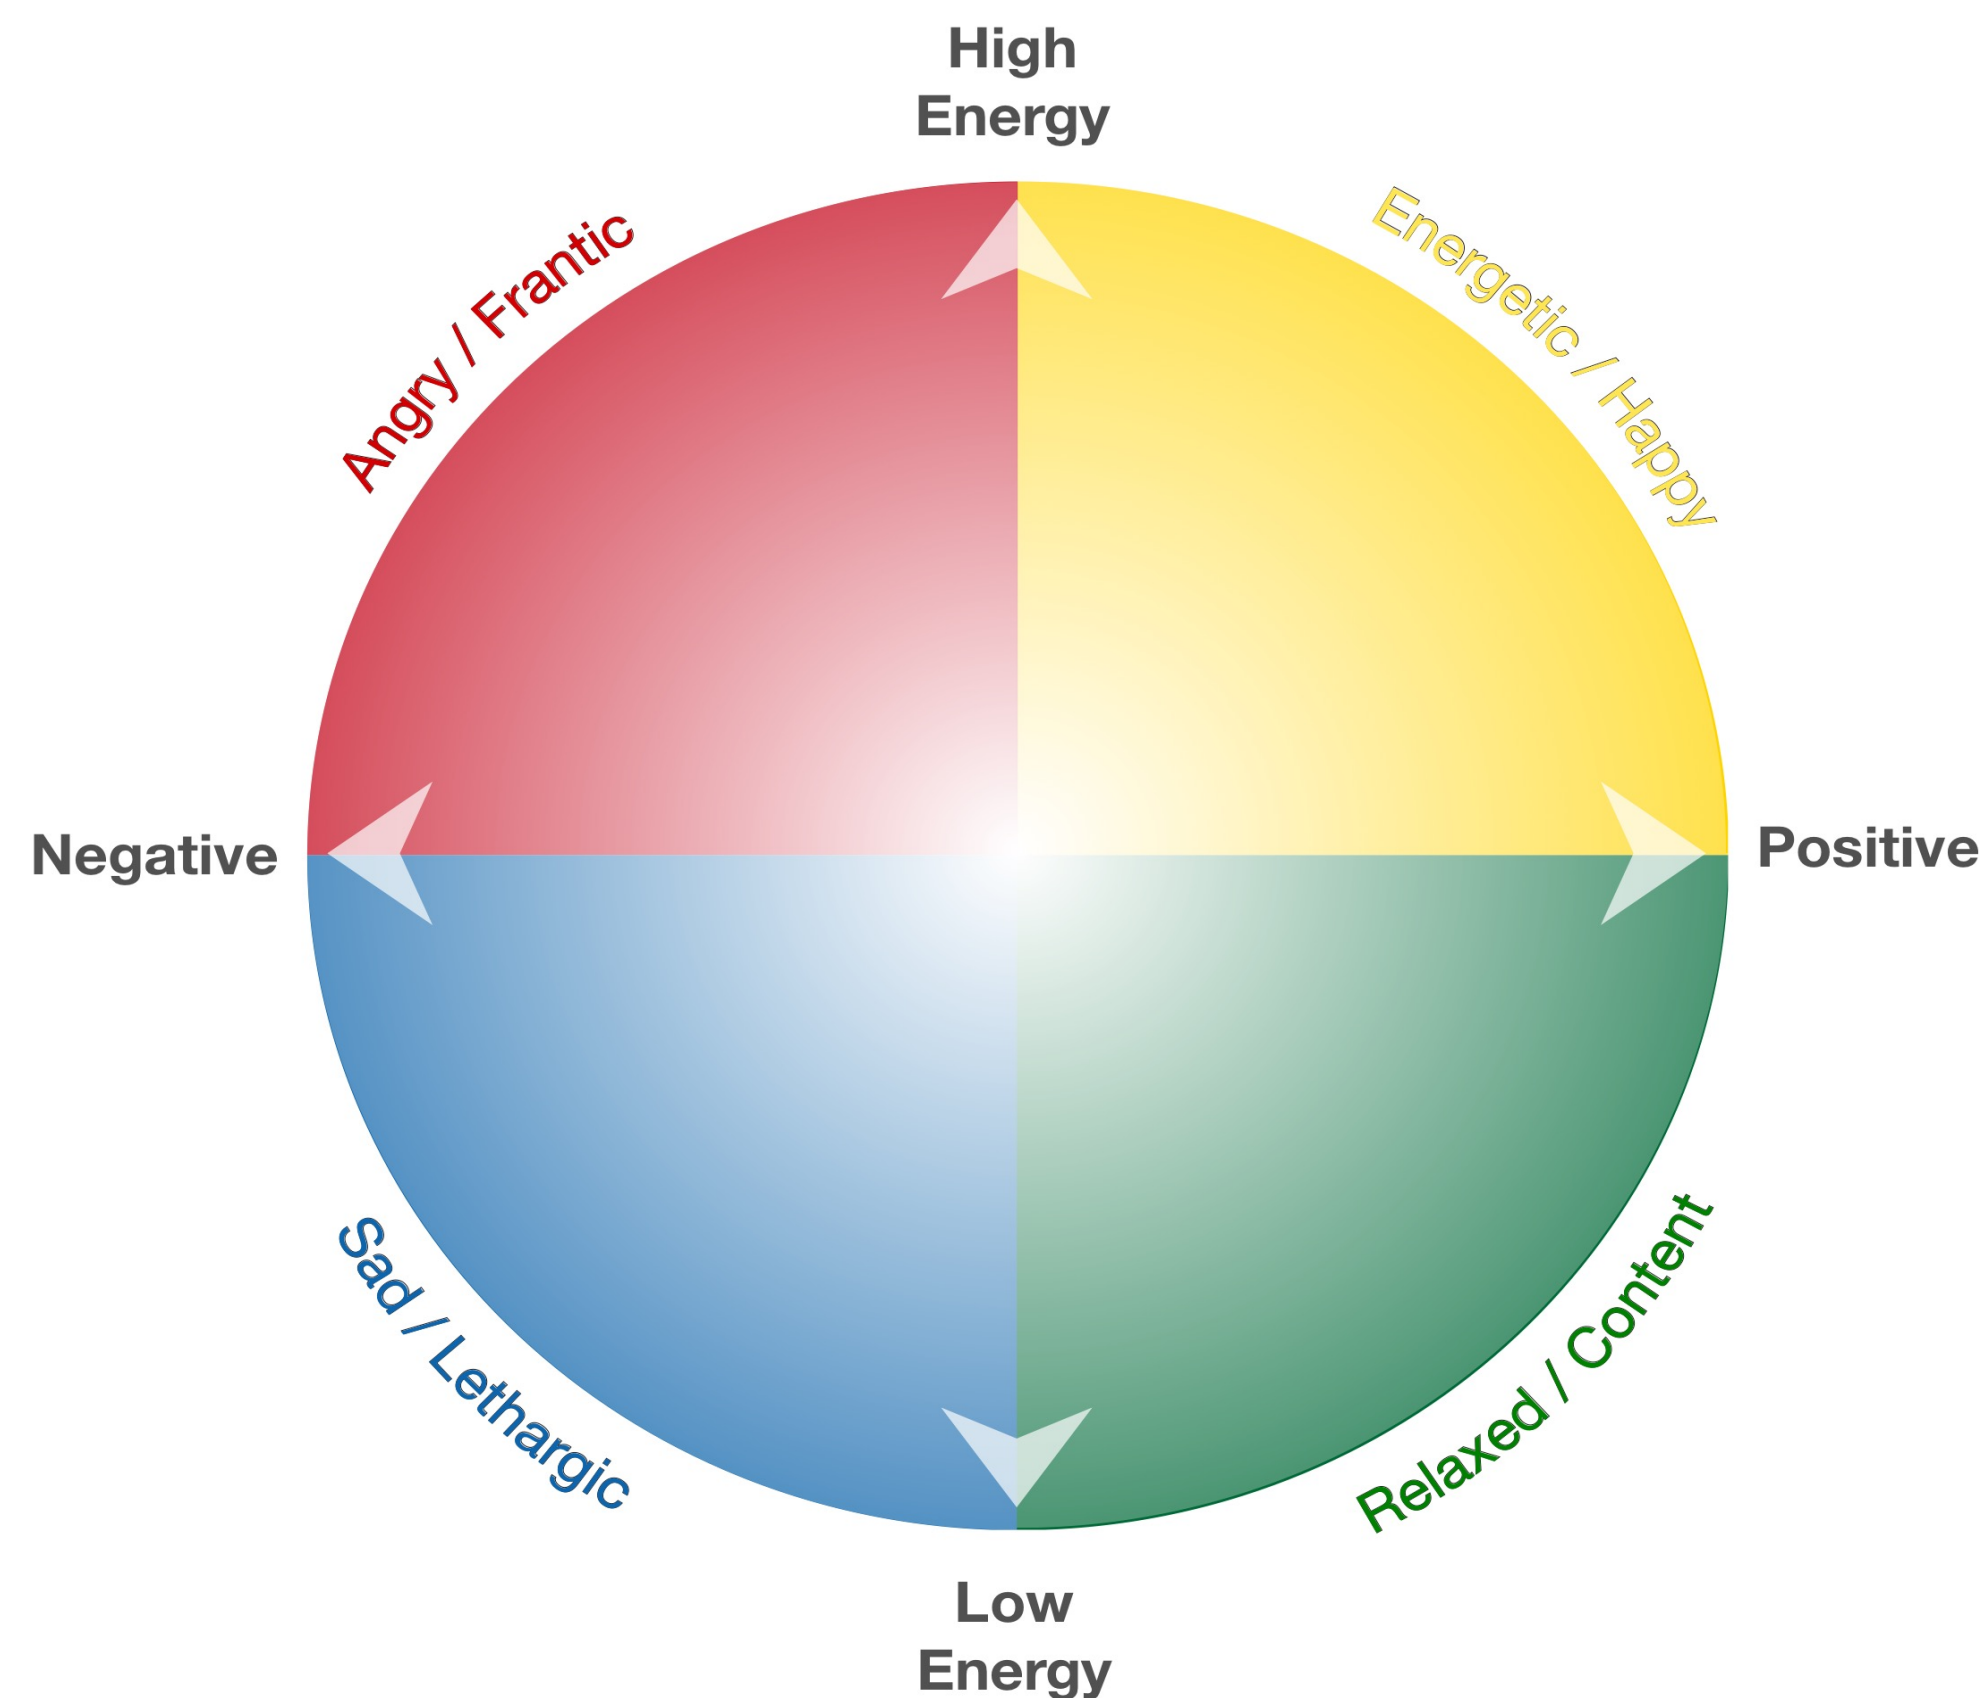 High
Energy
Angry / Frantic
Energetic / Happy
Negative
Positive
Sad / Lethargic
Relaxed / Content
Low
Energy